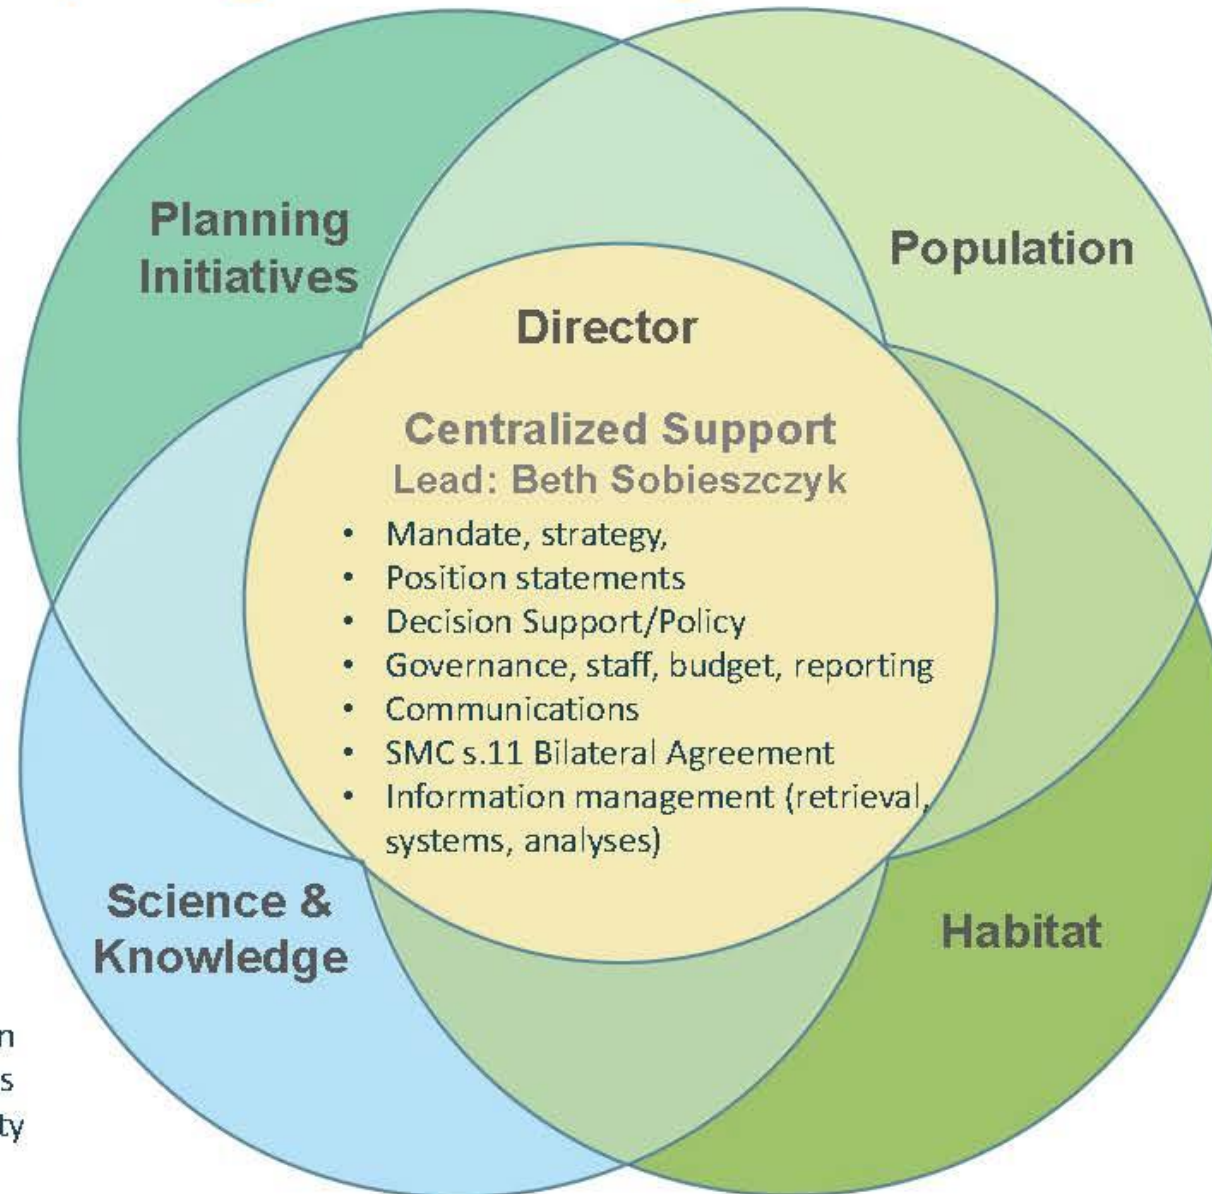 Planning
Initiatives
Population
Director
Centralized Support
Lead: Beth Sobieszczyk
• Mandate, strategy,
• Position statements
• Decision Support/Policy
• Governance, staff, budget, reporting
• Communications
• SMC s.11 Bilateral Agreement
• Information management (retrieval,
systems, analyses)
Science &
Knowledge
Habitat